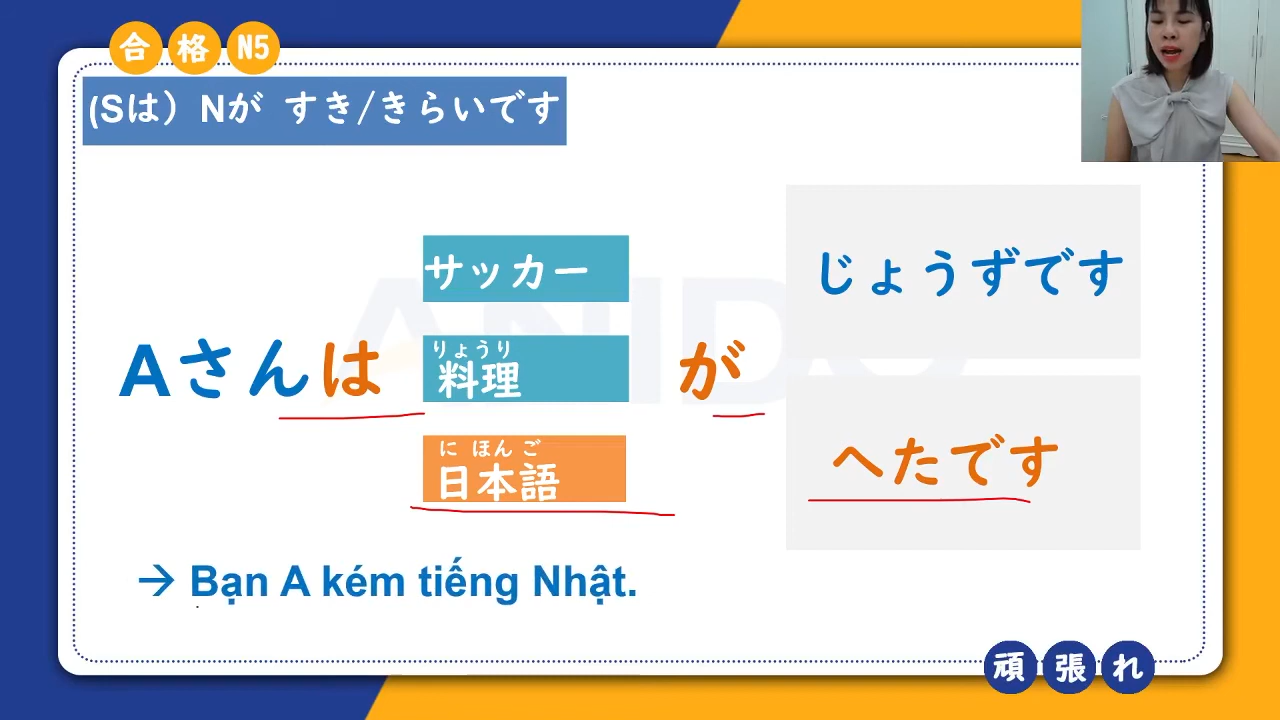 合格N5
(Sは）Nが すき/きらいです
サッカー
じょうずです
Aさんは
りょうり
料理
が
にほんご
日本語
へたです
→ Bạn A kém tiếng Nhật.
頑張れ
ANDO